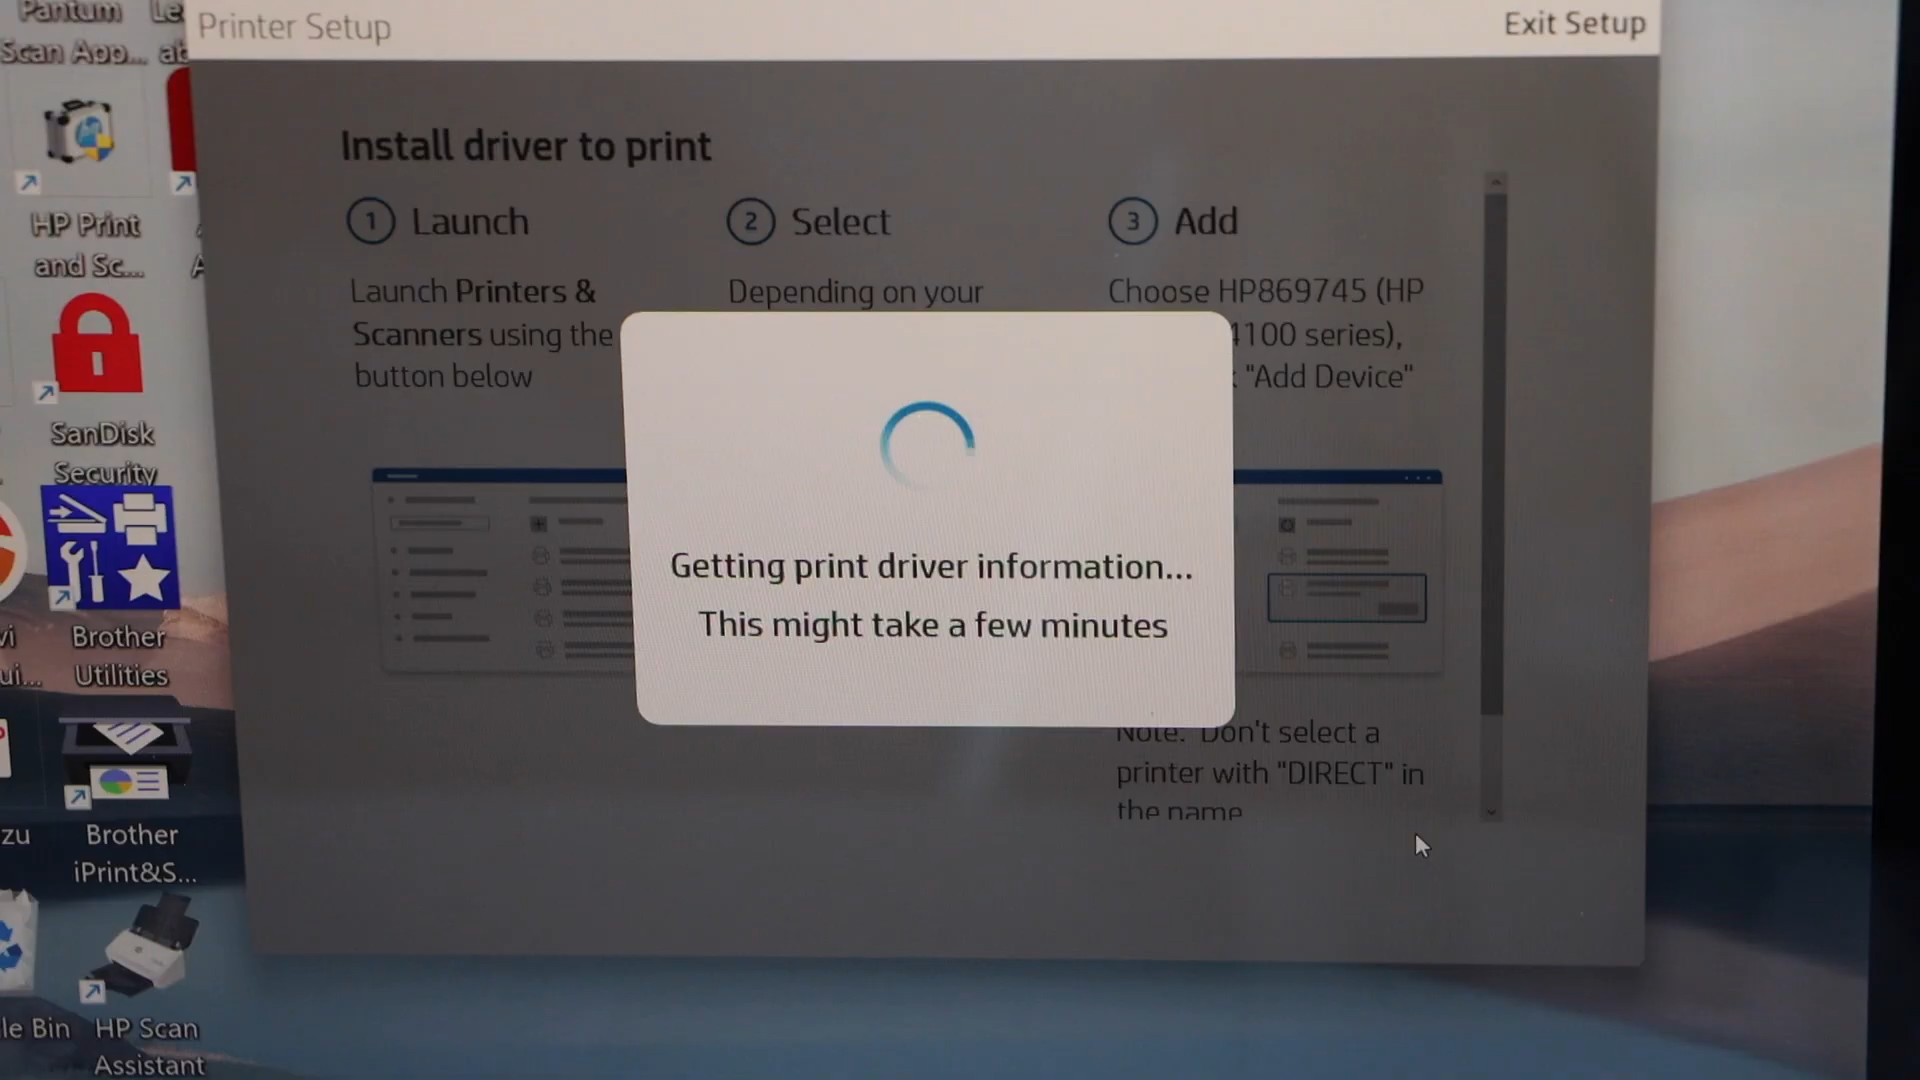 Pantum
Scan App...
Printer Setup
Exit Setup
Install driver to print
1 Launch
Launch Printers &
Scanners using the
button below
2 Select
Depending on your
3 Add
Choose HP869745 (HP
4100 series),
"Add Device"
Note: Don't select a
printer with "DIRECT" in
the name
Getting print driver information...
This might take a few minutes
HP Print
and Sc...
SanDisk
Security
Brother
Utilities
Brother
iPrint&S...
HP Scan
Assistant
Bin